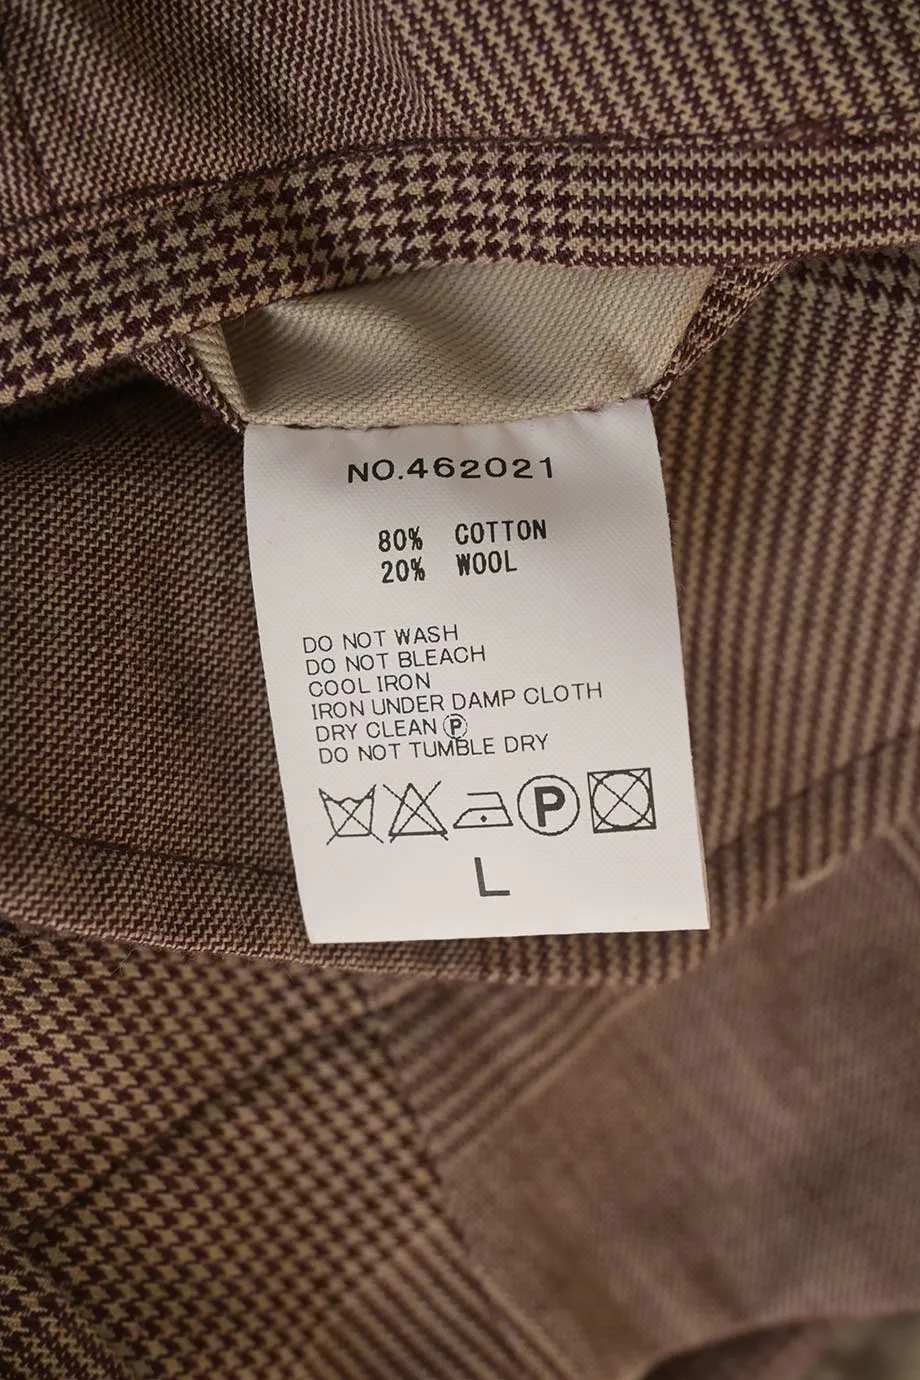 NO.462021
80% COTTON
20% WOOL
DO NOT WASH
DO NOT BLEACH
COOL IRON
IRON UNDER DAMP CLOTH
DRY CLEAN Ⓟ
DO NOT TUMBLE DRY
P
L